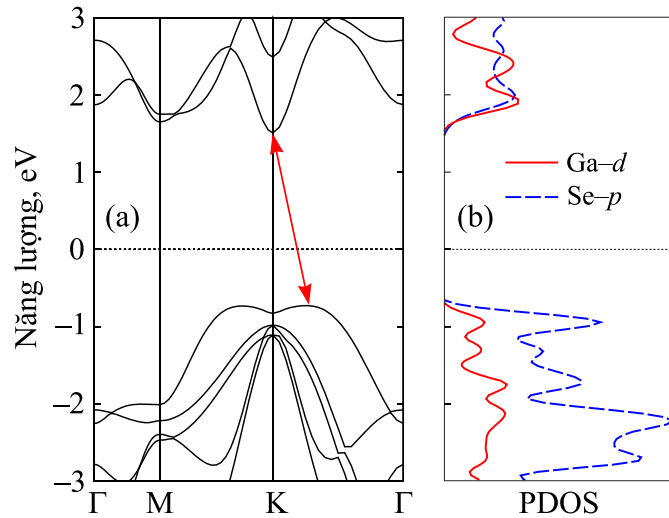 Năng lượng, eV
3
2
1
0
−1
−2
−3
(a)
Γ M K Γ
(b)
Ga–d
Se–p
PDOS